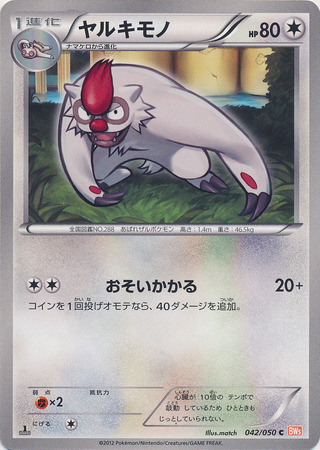 1進化 ヤルキモノ HP80
ナマケロから進化
全国図鑑NO.288 あばれザルポケモン 高さ：1.4m 重さ：46.5kg
おそいかかる 20+
コインを1回投げオモテなら、40ダメージを追加。
弱点 抵抗力
×2
にげる
心臓が 10倍の テンポで
鼓動 しているため ひとときも
じっとしていられない。
Illus.match 042/050 C BW5
©2012 Pokémon/Nintendo/Creatures/GAME FREAK.